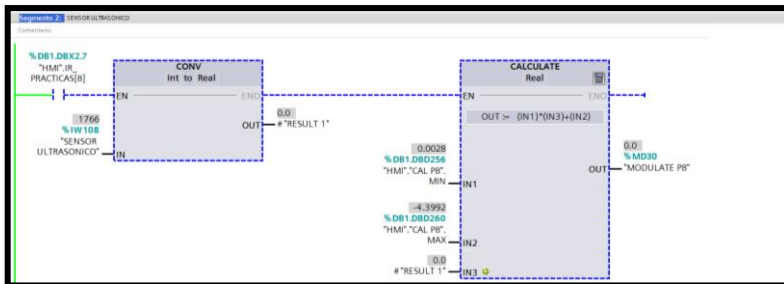 Segmento 2: SENSOR ULTRASONICO
Comentario
%DB1.DBX2.7
"HMI".IR_
PRACTICAS[8]
CONV
Int to Real
EN
ENO
1766
%IW108
"SENSOR
ULTRASONICO"
IN
OUT
0.0
#"RESULT 1"
CALCULATE
Real
EN
ENO
OUT := (IN1)*(IN3)+(IN2)
0.0028
%DB1.DBD256
"HMI"."CAL P8".
MIN
IN1
-4.3992
%DB1.DBD260
"HMI"."CAL P8".
MAX
IN2
0.0
#"RESULT 1"
IN3
OUT
0.0
%MD30
"MODULATE P8"